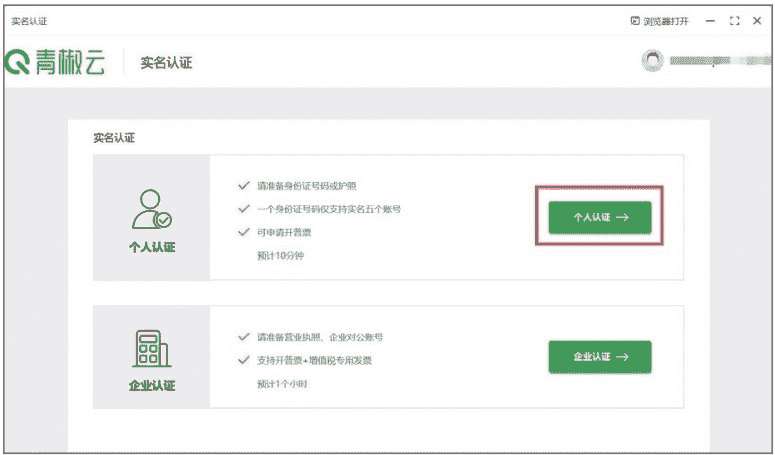 实名认证
浏览器打开
青椒云
实名认证
实名认证
请准备身份证号码或护照
一个身份证号码仅支持实名五个账号
可申请开普票
预计10分钟
个人认证
个人认证
请准备营业执照、企业对公账号
支持开普票+增值税专用发票
预计1个小时
企业认证
企业认证